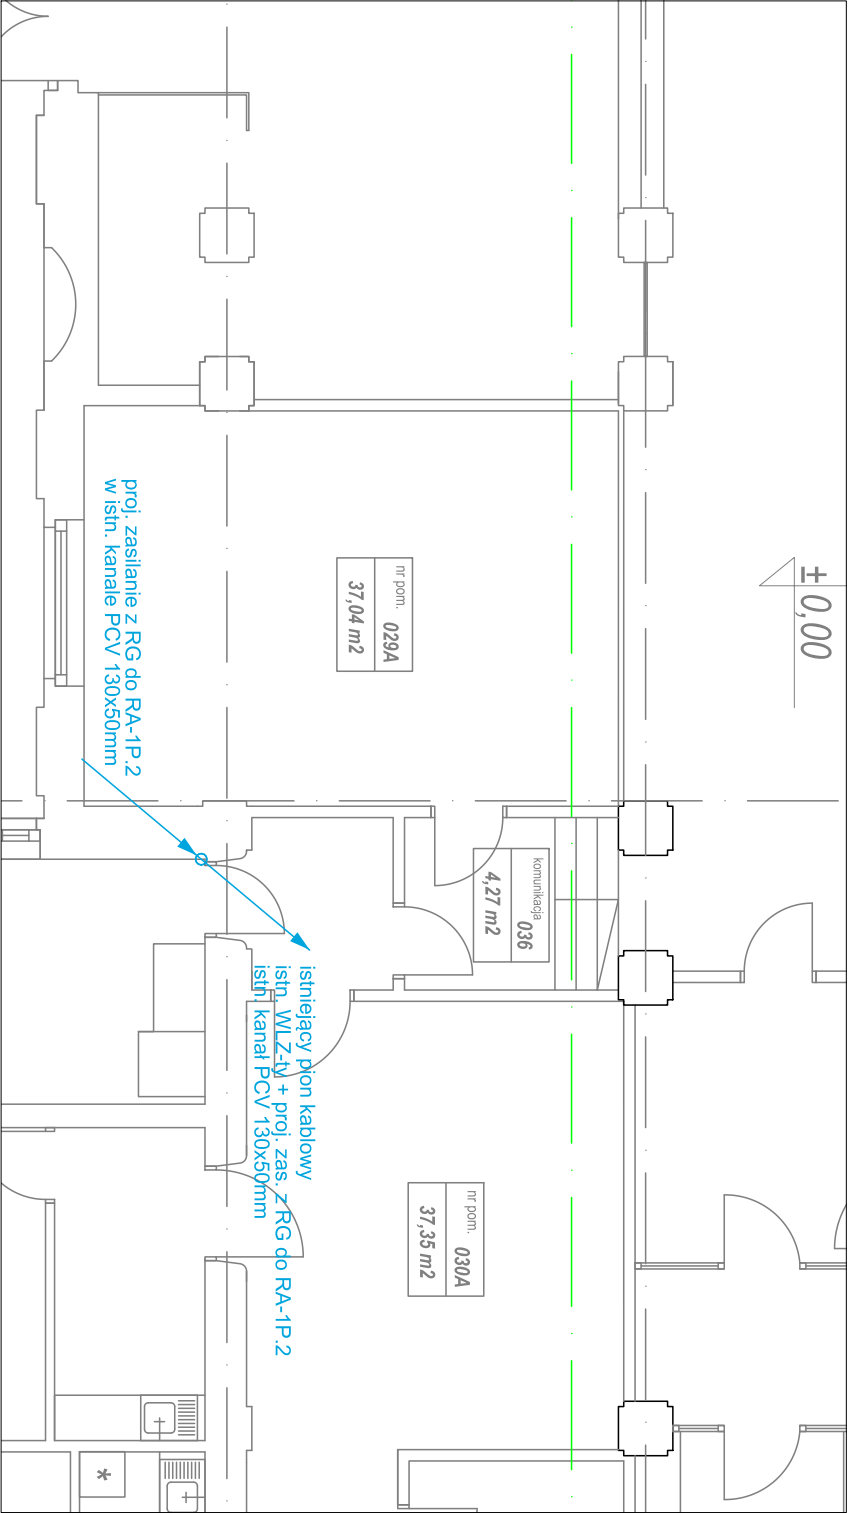 ± 0,00
nr pom. 029A
37,04 m2
proj. zasilanie z RG do RA-1P.2
w istn. kanale PCV 130x50mm
komunikacja 036
4,27 m2
istniejący pion kablowy
istn. WLZ-ty + proj. zas. z RG do RA-1P.2
istn. kanał PCV 130x50mm
nr pom. 030A
37,35 m2
*